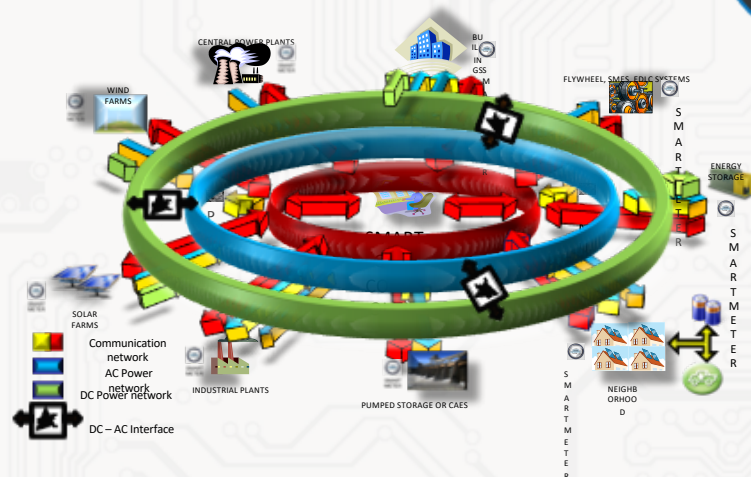 CENTRAL POWER PLANTS
BU
IL
IN
GSS
M
WIND
FARMS
FLYWHEEL, SMES, EDLC SYSTEMS
S
M
A
R
T
E
T
E
R
ENERGY
STORAGE
R
D
SMART
S
M
A
R
T
M
E
T
E
R
SOLAR
FARMS
Communication
network
AC Power
network
DC Power network
DC – AC Interface
INDUSTRIAL PLANTS
PUMPED STORAGE OR CAES
S
M
A
R
T
M
E
T
E
R
NEIGHB
ORHOO
D